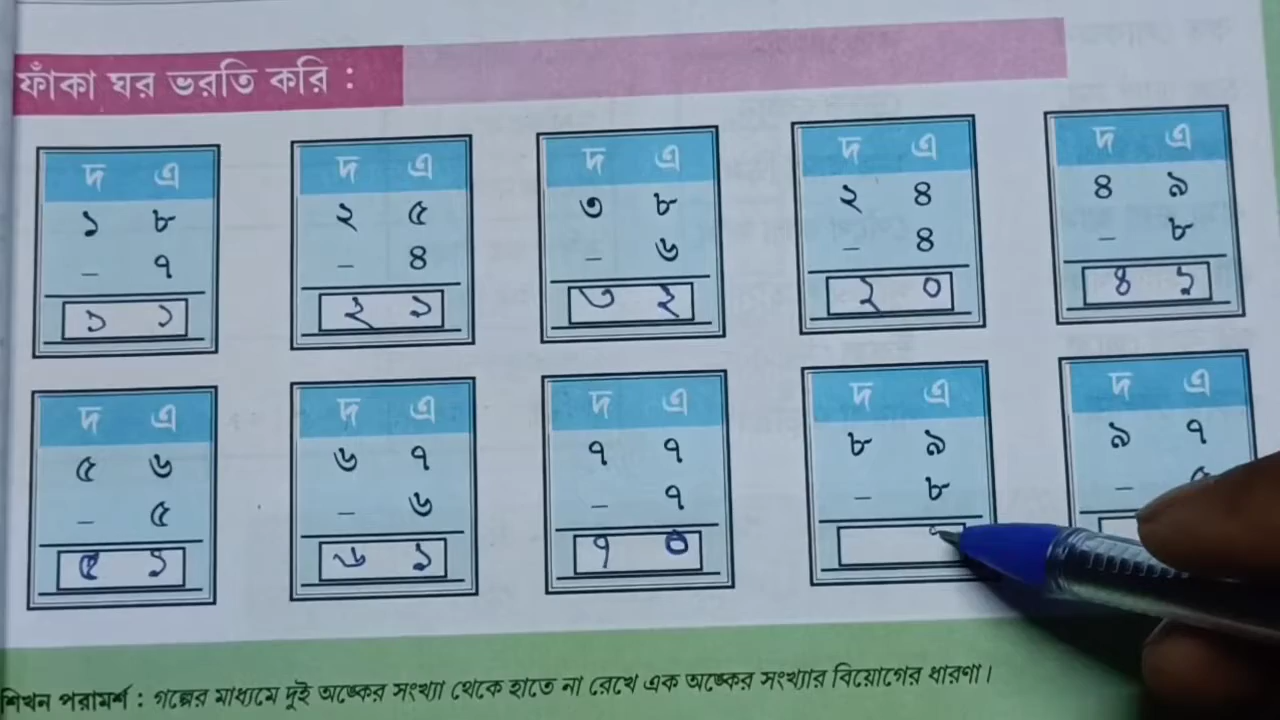 ফাঁকা ঘর ভরতি করি :
দ এ দ এ দ এ দ এ দ এ
১ ৮ ২ ৫ ৩ ৮ ২ ৪ ৪ ৯
- ৭ - ৪ - ৬ - ৪ - ৮
১ ১ ২ ১ ৩ ২ ২ ০ ৪ ১
দ এ দ এ দ এ দ এ দ এ
৫ ৬ ৬ ৭ ৭ ৭ ৮ ৯ ৯ ৭
- ৫ - ৬ - ৭ - ৮ -
৫ ১ ৬ ১ ৭ ০
শিখন পরামর্শ : গল্পের মাধ্যমে দুই অঙ্কের সংখ্যা থেকে হাতে না রেখে এক অঙ্কের সংখ্যার বিয়োগের ধারণা।